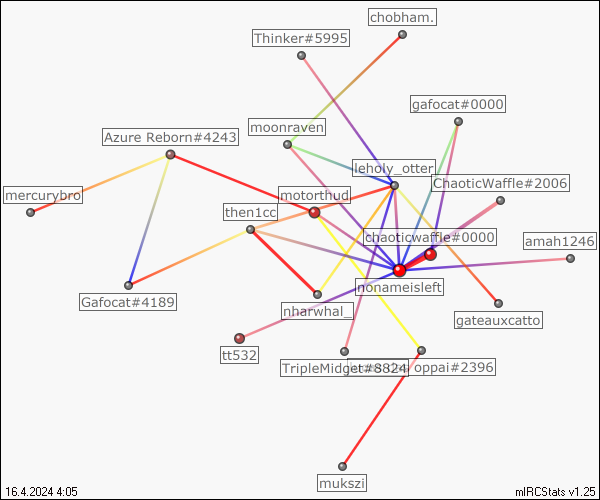 chobham.
Thinker#5995
gafocat#0000
moonraven
Azure Reborn#4243
leholy_otter
ChaoticWaffle#2006
mercurybro
motorthud
then1cc
chaoticwaffle#0000
amah1246
nonameisleft
Gafocat#4189
nharwhal_
gateauxcatto
tt532
TripleMidget#8824
oppai#2396
mukszi
16.4.2024 4:05
mIRCStats v1.25